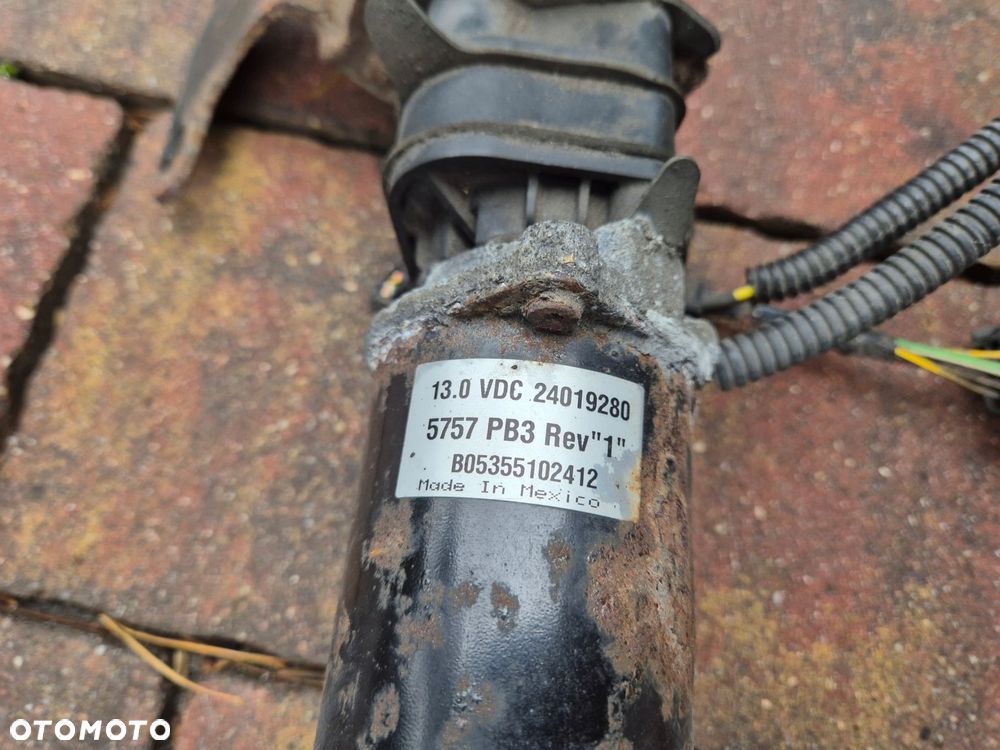 13.0 VDC 24019280
5757 PB3 Rev"1"
B05355102412
Made In Mexico
OTOMOTO